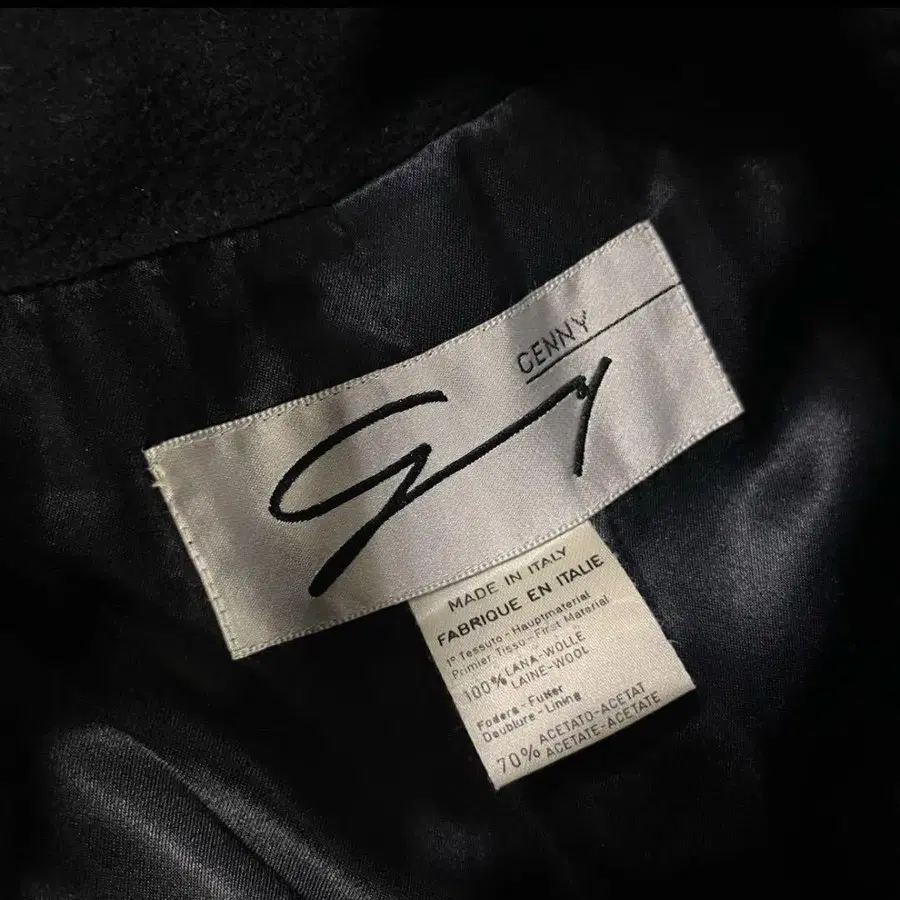 GENNY
MADE IN ITALY
FABRIQUE EN ITALIE
1º Tessuto - Hauptmaterial
Primier Tissu - First Material
100% LANA-WOLLE
LAINE-WOOL
Fodera - Futter
Doublure - Lining
70% ACETATO-ACETAT
ACETATE-ACETATE